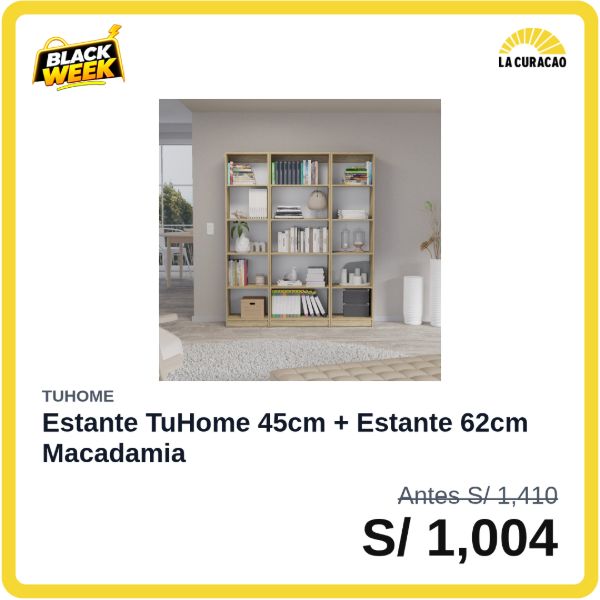 BLACK
WEEK
LA CURACAO
TUHOME
Estante TuHome 45cm + Estante 62cm
Macadamia
Antes S/ 1,410
S/ 1,004